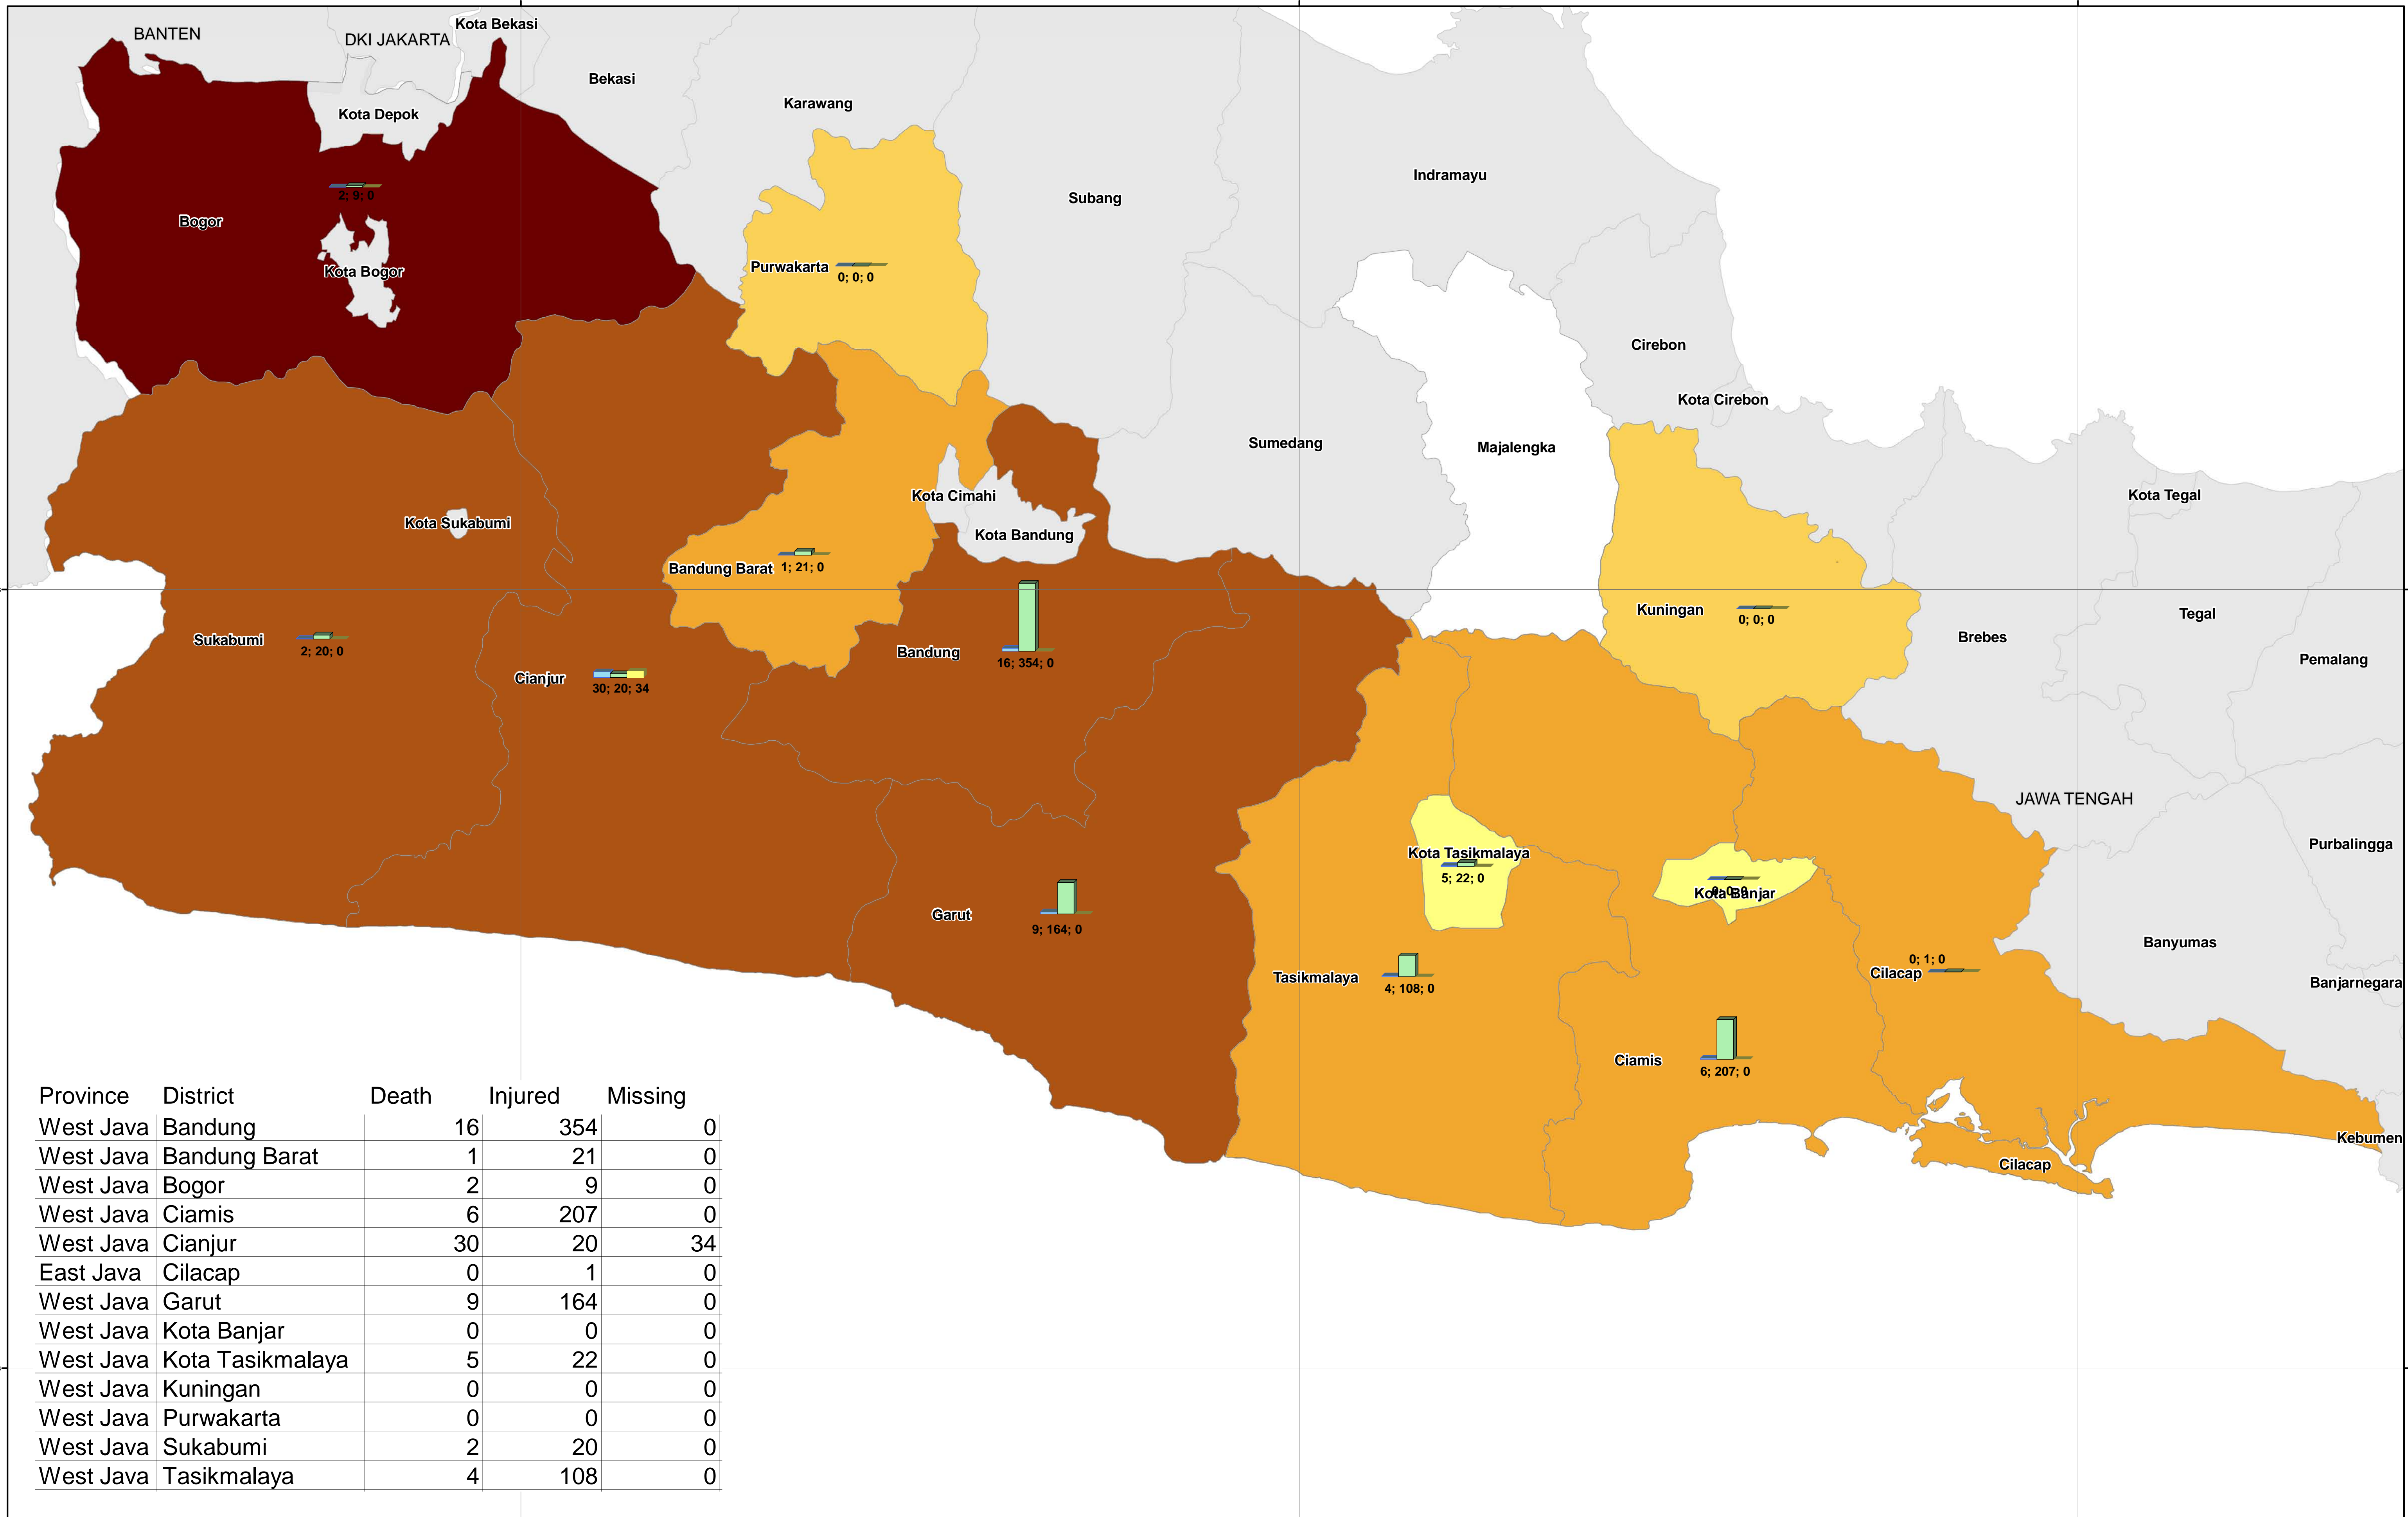 Kota Bekasi
BANTEN
DKI JAKARTA
Bekasi
Karawang
Kota Depok
Indramayu
2; 9; 0
Subang
Bogor
Purwakarta
0; 0; 0
Kota Bogor
Cirebon
Kota Cirebon
Sumedang
Majalengka
Kota Cimahi
Kota Tegal
Kota Sukabumi
Kota Bandung
Bandung Barat
1; 21; 0
Kuningan
0; 0; 0
Tegal
Sukabumi
2; 20; 0
Brebes
Bandung
16; 354; 0
Pemalang
Cianjur
30; 20; 34
JAWA TENGAH
Purbalingga
Kota Tasikmalaya
5; 22; 0
0; 0; 0
Kota Banjar
Garut
9; 164; 0
Banyumas
0; 1; 0
Cilacap
Tasikmalaya
4; 108; 0
Banjarnegara
Ciamis
6; 207; 0
Kebumen
Cilacap
Province District Death Injured Missing
West Java Bandung 16 354 0
West Java Bandung Barat 1 21 0
West Java Bogor 2 9 0
West Java Ciamis 6 207 0
West Java Cianjur 30 20 34
East Java Cilacap 0 1 0
West Java Garut 9 164 0
West Java Kota Banjar 0 0 0
West Java Kota Tasikmalaya 5 22 0
West Java Kuningan 0 0 0
West Java Purwakarta 0 0 0
West Java Sukabumi 2 20 0
West Java Tasikmalaya 4 108 0